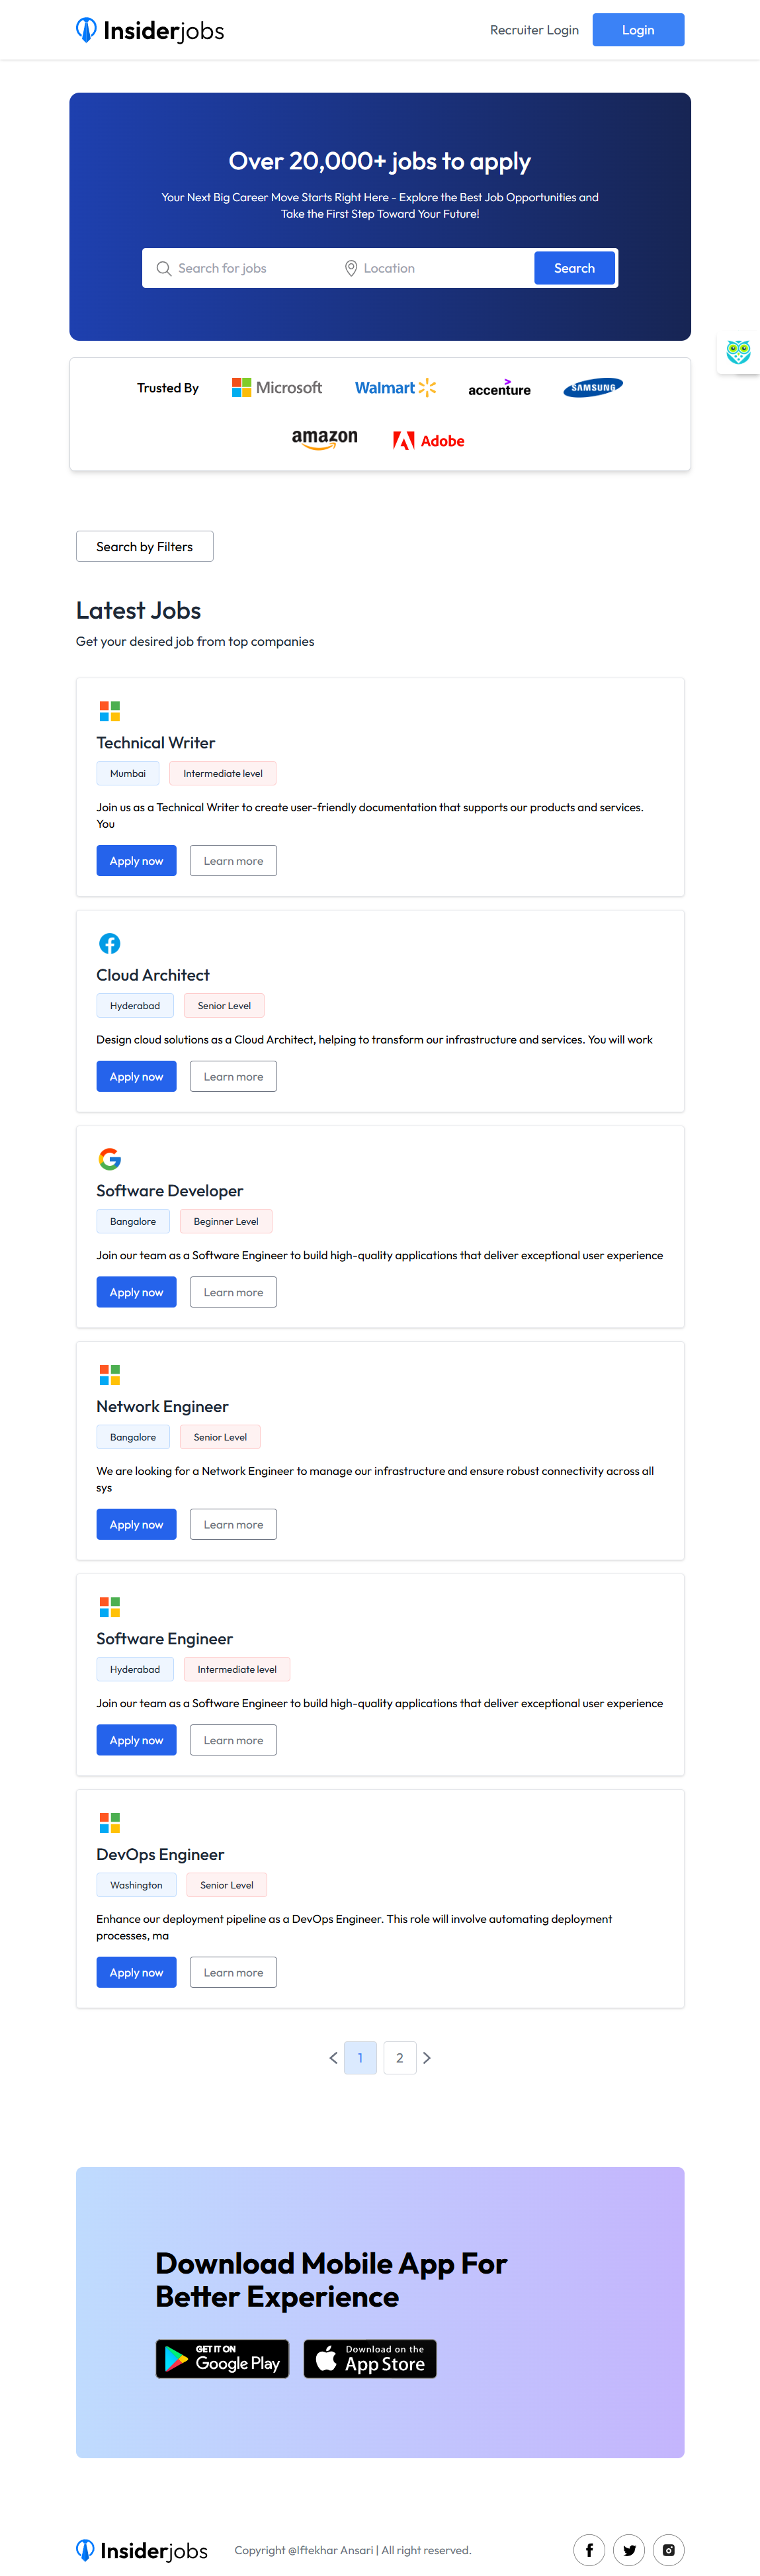 Insiderjobs
Recruiter Login
Login
Over 20,000+ jobs to apply
Your Next Big Career Move Starts Right Here - Explore the Best Job Opportunities and
Take the First Step Toward Your Future!
Search for jobs
Location
Search
Trusted By
Microsoft
Walmart
accenture
SAMSUNG
amazon
Adobe
Search by Filters
Latest Jobs
Get your desired job from top companies
Technical Writer
Mumbai
Intermediate level
Join us as a Technical Writer to create user-friendly documentation that supports our products and services.
You
Apply now
Learn more
Cloud Architect
Hyderabad
Senior Level
Design cloud solutions as a Cloud Architect, helping to transform our infrastructure and services. You will work
Apply now
Learn more
Software Developer
Bangalore
Beginner Level
Join our team as a Software Engineer to build high-quality applications that deliver exceptional user experience
Apply now
Learn more
Network Engineer
Bangalore
Senior Level
We are looking for a Network Engineer to manage our infrastructure and ensure robust connectivity across all
sys
Apply now
Learn more
Software Engineer
Hyderabad
Intermediate level
Join our team as a Software Engineer to build high-quality applications that deliver exceptional user experience
Apply now
Learn more
DevOps Engineer
Washington
Senior Level
Enhance our deployment pipeline as a DevOps Engineer. This role will involve automating deployment
processes, ma
Apply now
Learn more
1
2
Download Mobile App For
Better Experience
GET IT ON
Google Play
Download on the
App Store
Insiderjobs
Copyright @Iftekhar Ansari | All right reserved.